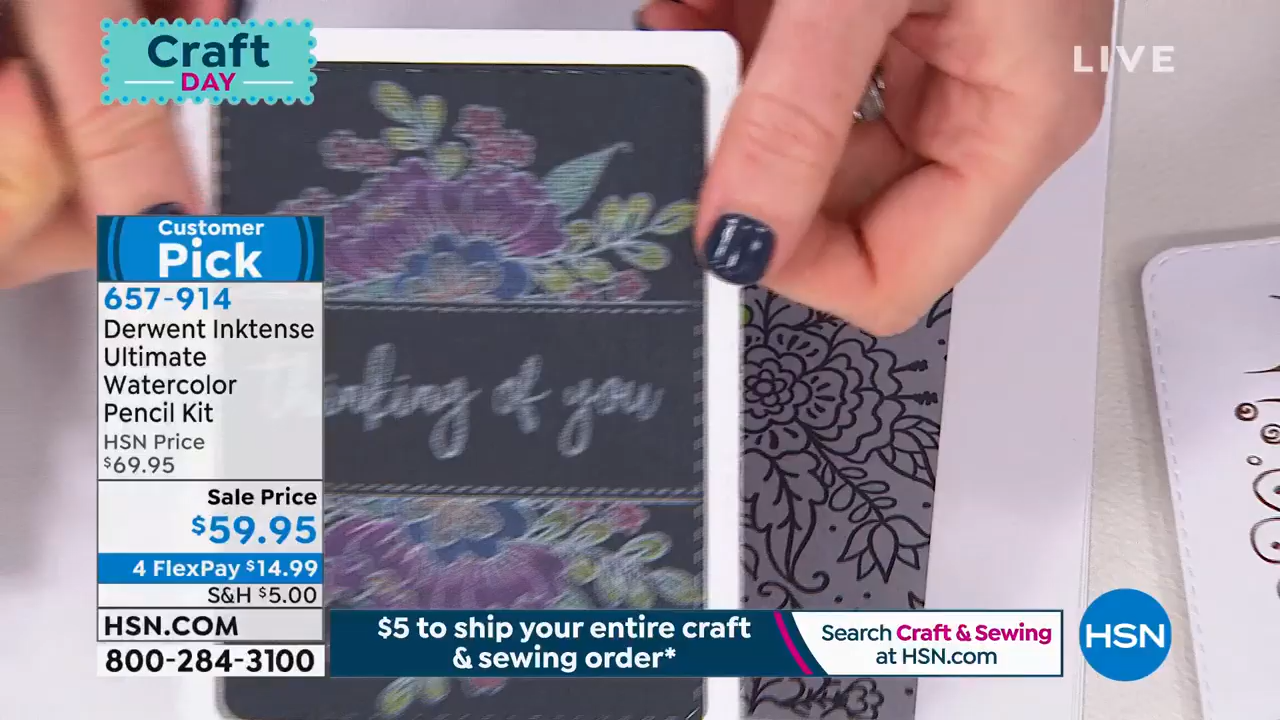 Craft
DAY
LIVE
Customer
Pick
657-914
Derwent Inktense
Ultimate
Watercolor
Pencil Kit
HSN Price
$69.95
Sale Price
$59.95
4 FlexPay $14.99
S&H $5.00
HSN.COM
800-284-3100
thinking of you
$5 to ship your entire craft
& sewing order*
Search Craft & Sewing
at HSN.com
HSN